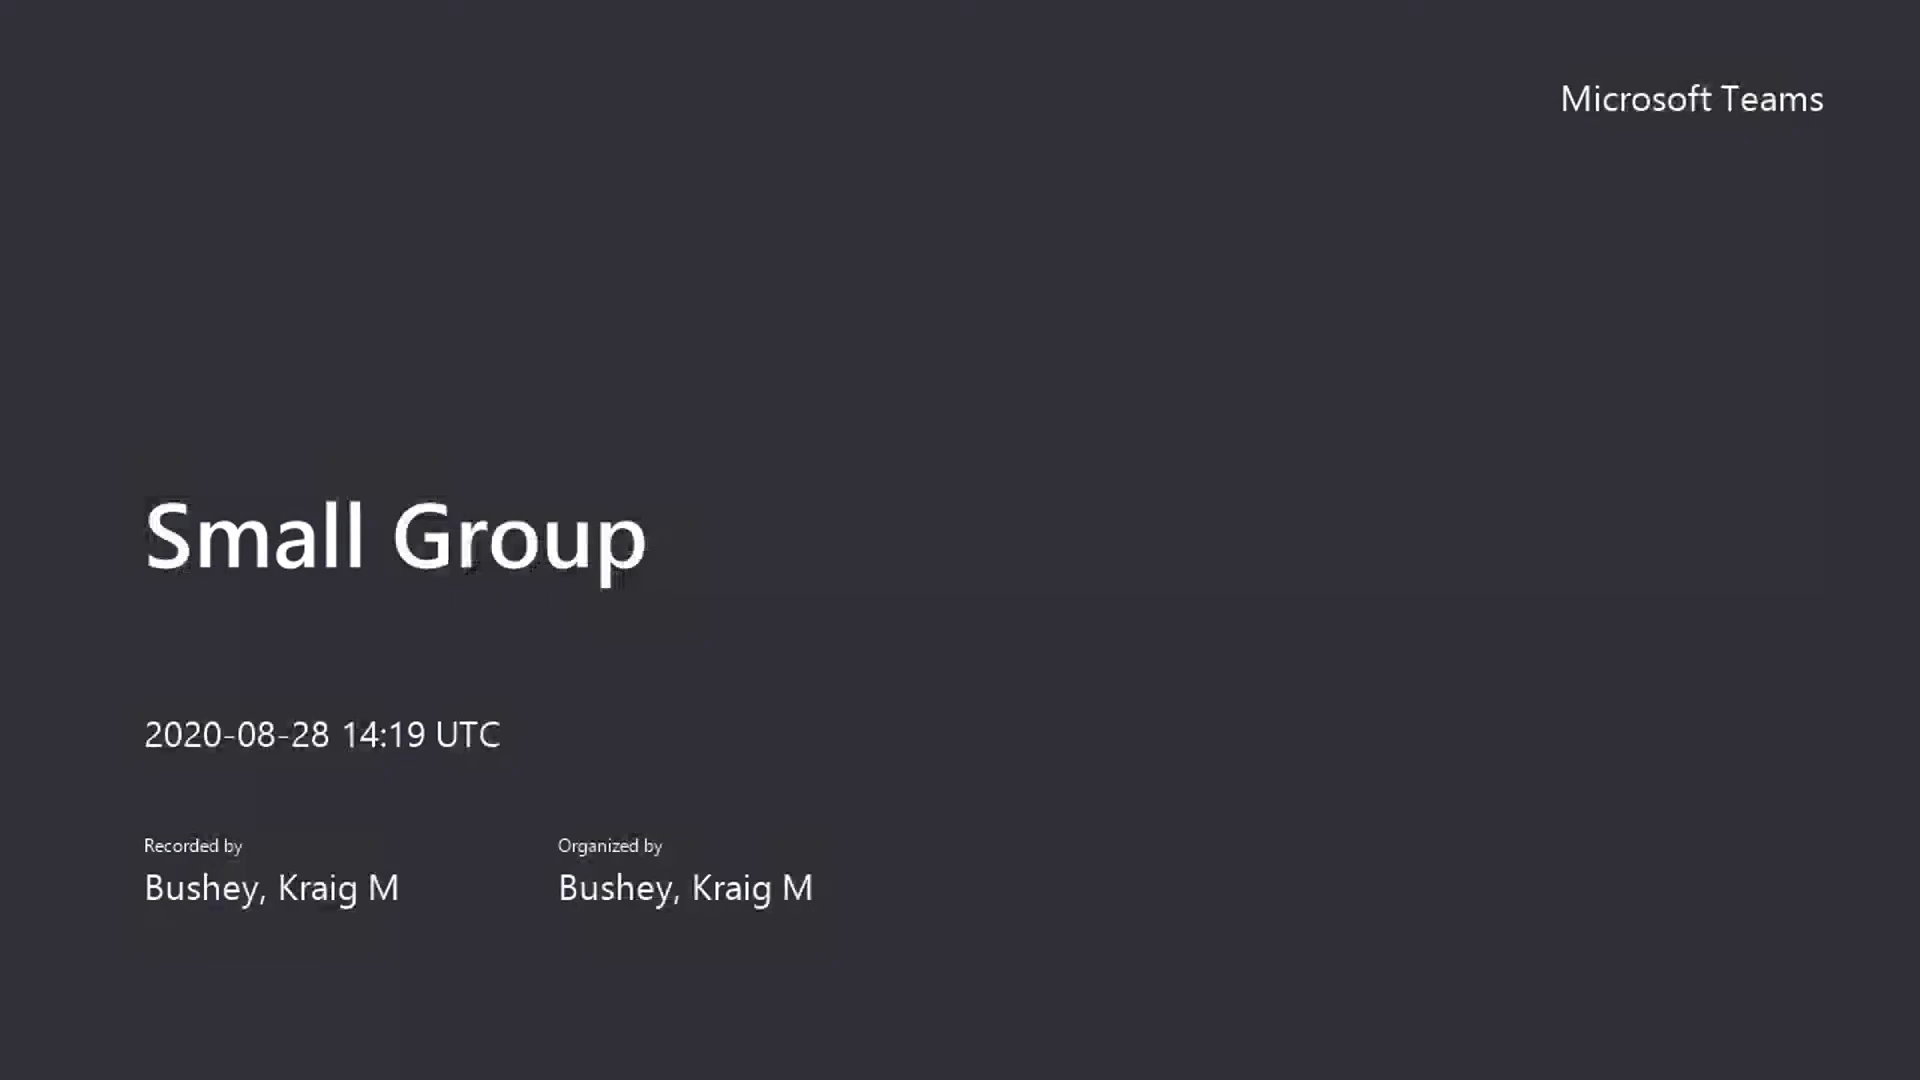 Microsoft Teams
Small Group
2020-08-28 14:19 UTC
Recorded by
Bushey, Kraig M
Organized by
Bushey, Kraig M